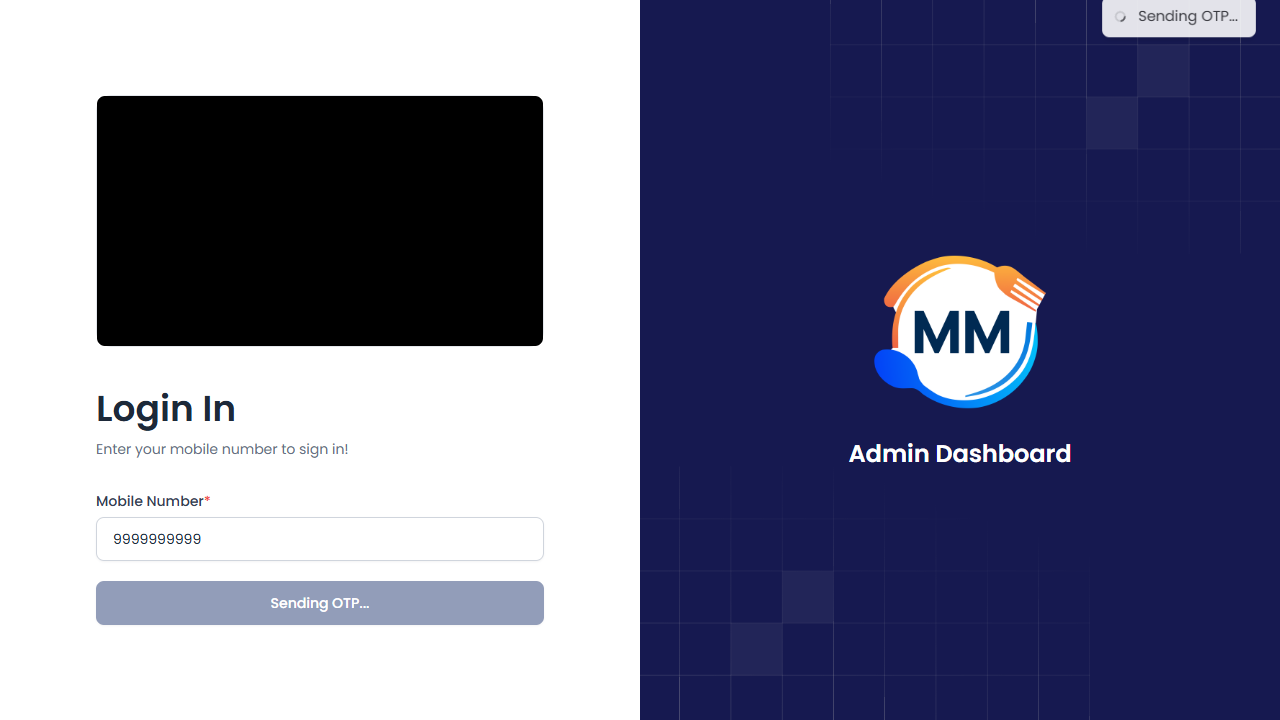 Sending OTP...
Login In
Enter your mobile number to sign in!
Mobile Number*
9999999999
Sending OTP...
MM
Admin Dashboard